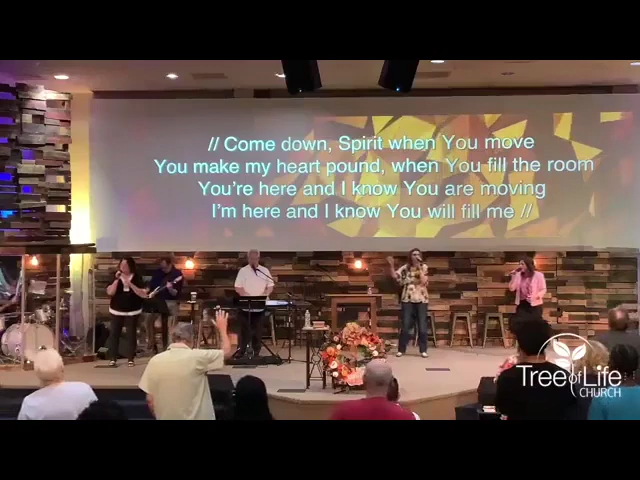 // Come down, Spirit when You move
You make my heart pound, when You fill the room
You're here and I know You are moving
I'm here and I know You will fill me //
Tree of Life
CHURCH